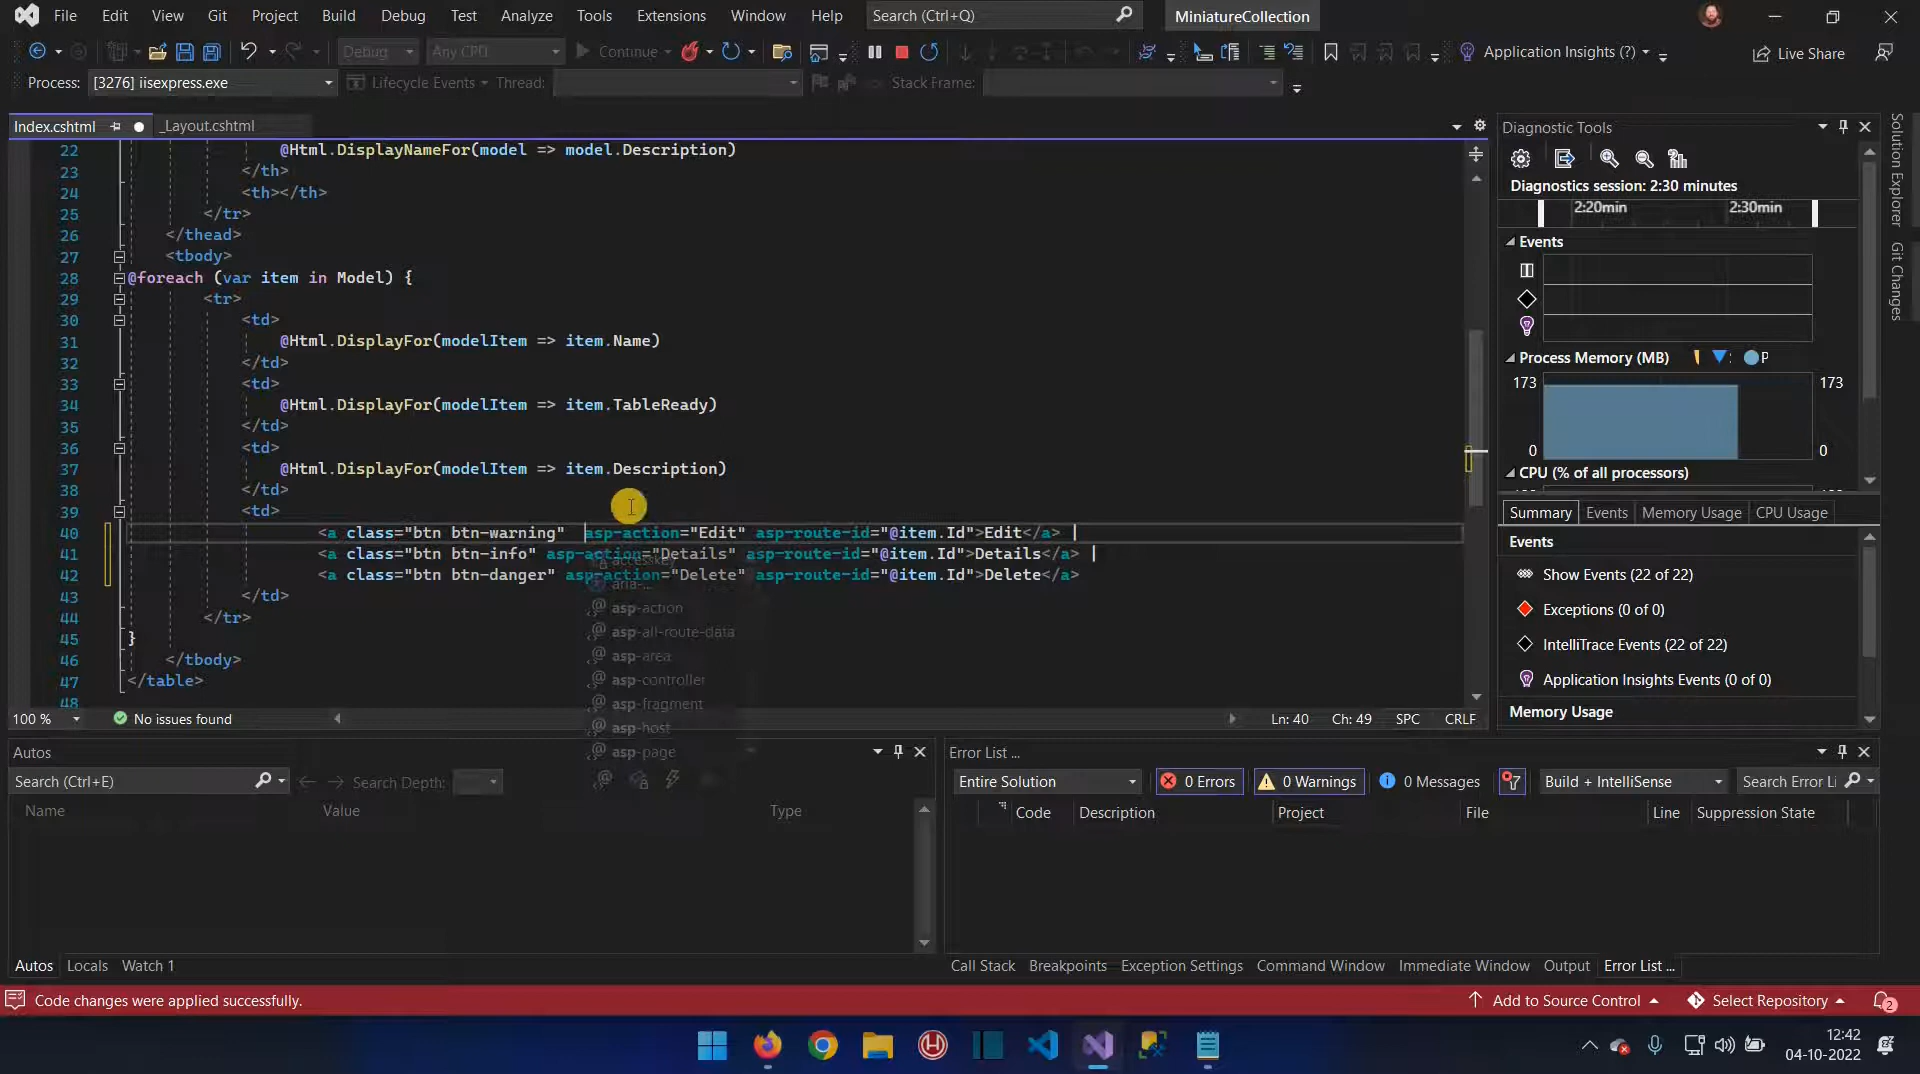 File Edit View Git Project Build Debug Test Analyze Tools Extensions Window Help Search (Ctrl+Q) MiniatureCollection
Debug Any CPU Continue Application Insights (?) Live Share
Process: [3276] iisexpress.exe Lifecycle Events Thread: Stack Frame:
Index.cshtml _Layout.cshtml
22 @Html.DisplayNameFor(model => model.Description)
23 </th>
24 <th></th>
25 </tr>
26 </thead>
27 <tbody>
28 @foreach (var item in Model) {
29 <tr>
30 <td>
31 @Html.DisplayFor(modelItem => item.Name)
32 </td>
33 <td>
34 @Html.DisplayFor(modelItem => item.TableReady)
35 </td>
36 <td>
37 @Html.DisplayFor(modelItem => item.Description)
38 </td>
39 <td>
40 <a class="btn btn-warning" asp-action="Edit" asp-route-id="@item.Id">Edit</a> |
41 <a class="btn btn-info" asp-action="Details" asp-route-id="@item.Id">Details</a> |
42 <a class="btn btn-danger" asp-action="Delete" asp-route-id="@item.Id">Delete</a>
43 </td>
44 </tr>
45 }
46 </tbody>
47 </table>
48
accesskey
aria-...
asp-action
asp-all-route-data
asp-area
asp-controller
asp-fragment
asp-host
asp-page
100 % No issues found Ln: 40 Ch: 49 SPC CRLF
Diagnostic Tools
Diagnostics session: 2:30 minutes
2:20min 2:30min
Events
Process Memory (MB) P
173 173
0 0
CPU (% of all processors)
Summary Events Memory Usage CPU Usage
Events
Show Events (22 of 22)
Exceptions (0 of 0)
IntelliTrace Events (22 of 22)
Application Insights Events (0 of 0)
Memory Usage
Solution Explorer
Git Changes
Autos
Search (Ctrl+E) Search Depth:
Name Value Type
Autos Locals Watch 1
Error List ...
Entire Solution 0 Errors 0 Warnings 0 Messages Build + IntelliSense Search Error Li
Code Description Project File Line Suppression State
Call Stack Breakpoints Exception Settings Command Window Immediate Window Output Error List ...
Code changes were applied successfully. Add to Source Control Select Repository 2
12:42
04-10-2022